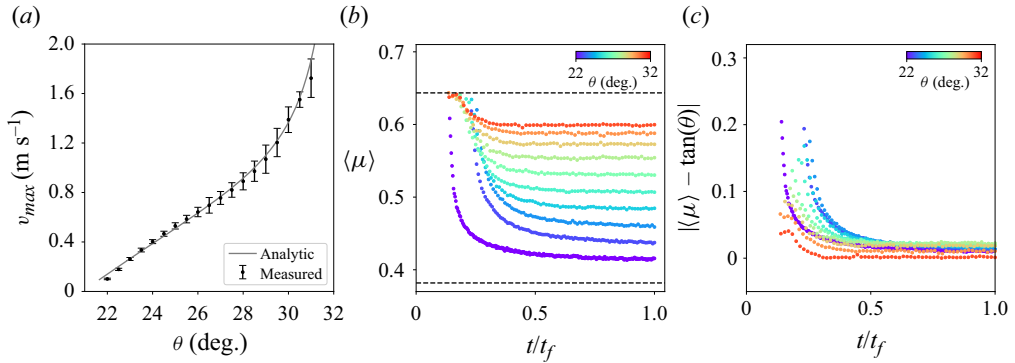 (a)
2.0
1.6
1.2
0.8
0.4
0
v_max (m s⁻¹)
22 24 26 28 30 32
θ (deg.)
Analytic
Measured
(b)
0.7
0.6
0.5
0.4
⟨μ⟩
22 32
θ (deg.)
0 0.5 1.0
t/t_f
(c)
0.3
0.2
0.1
0
|⟨μ⟩ − tan(θ)|
22 32
θ (deg.)
0 0.5 1.0
t/t_f